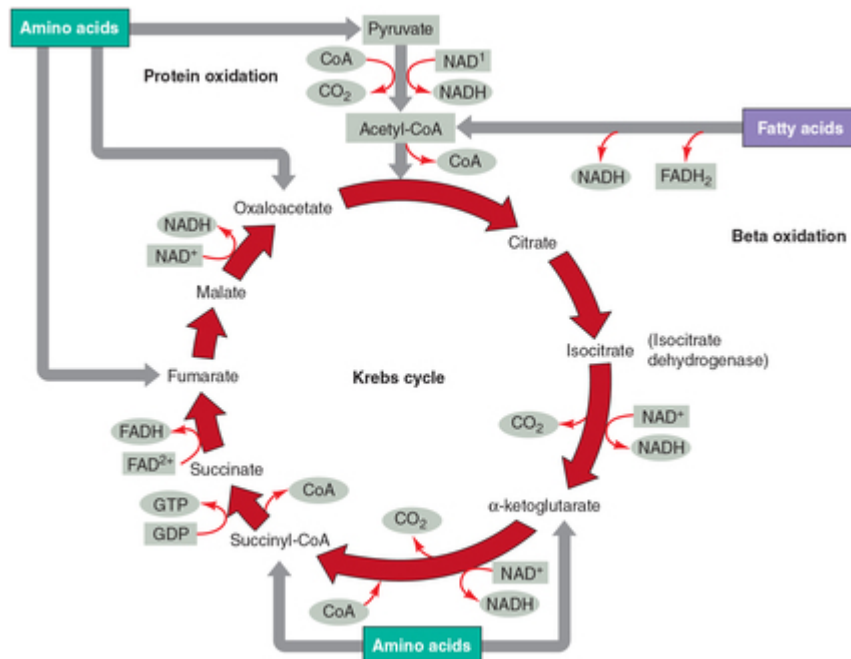 Amino acids
Pyruvate
Protein oxidation
CoA
NAD¹
CO₂
NADH
Acetyl-CoA
Fatty acids
CoA
NADH
FADH₂
Oxaloacetate
NADH
NAD⁺
Citrate
Beta oxidation
Malate
Isocitrate
(Isocitrate
dehydrogenase)
Fumarate
Krebs cycle
CO₂
NAD⁺
NADH
FADH
FAD²⁺
Succinate
GTP
CoA
GDP
α-ketoglutarate
CO₂
Succinyl-CoA
NAD⁺
CoA
NADH
Amino acids